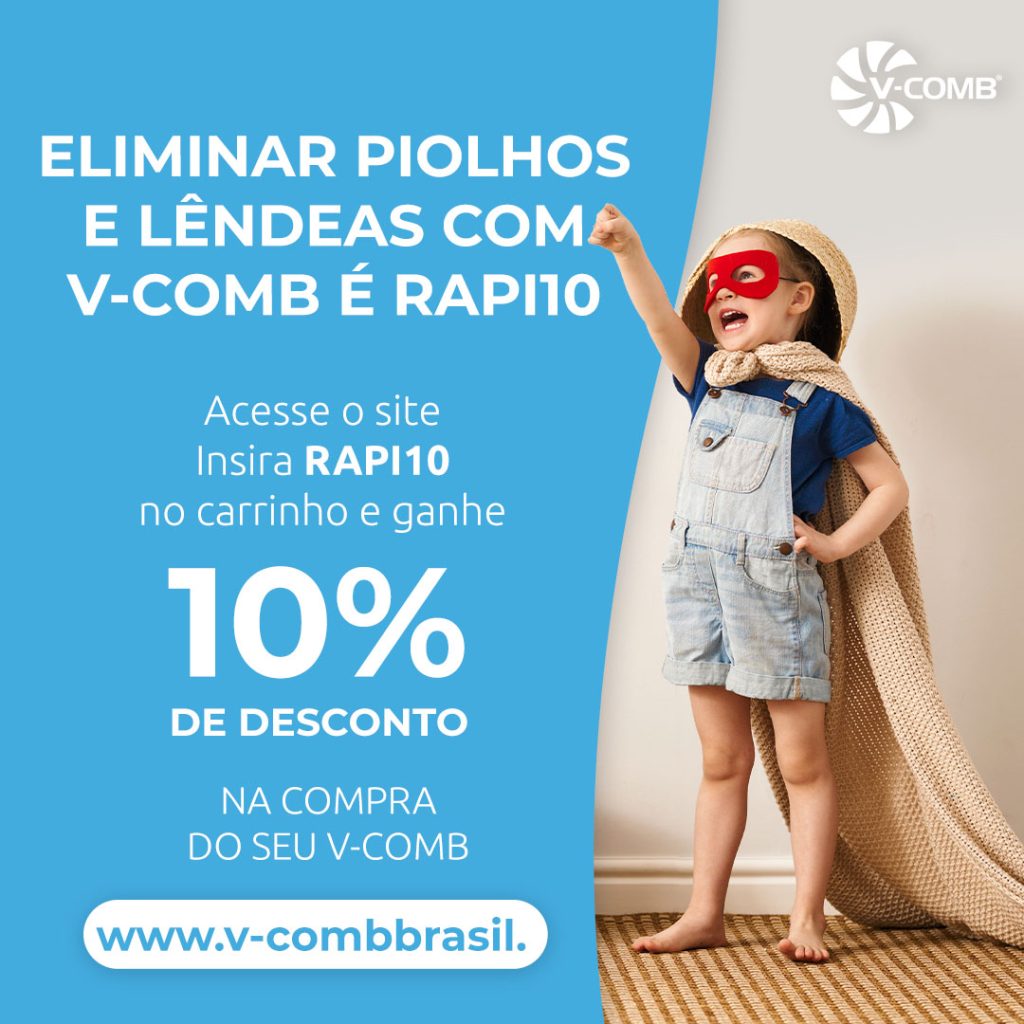 V-COMB®
ELIMINAR PIOLHOS
E LÊNDEAS COM
V-COMB É RAPI10
Acesse o site
Insira RAPI10
no carrinho e ganhe
10%
DE DESCONTO
NA COMPRA
DO SEU V-COMB
www.v-combbrasil.